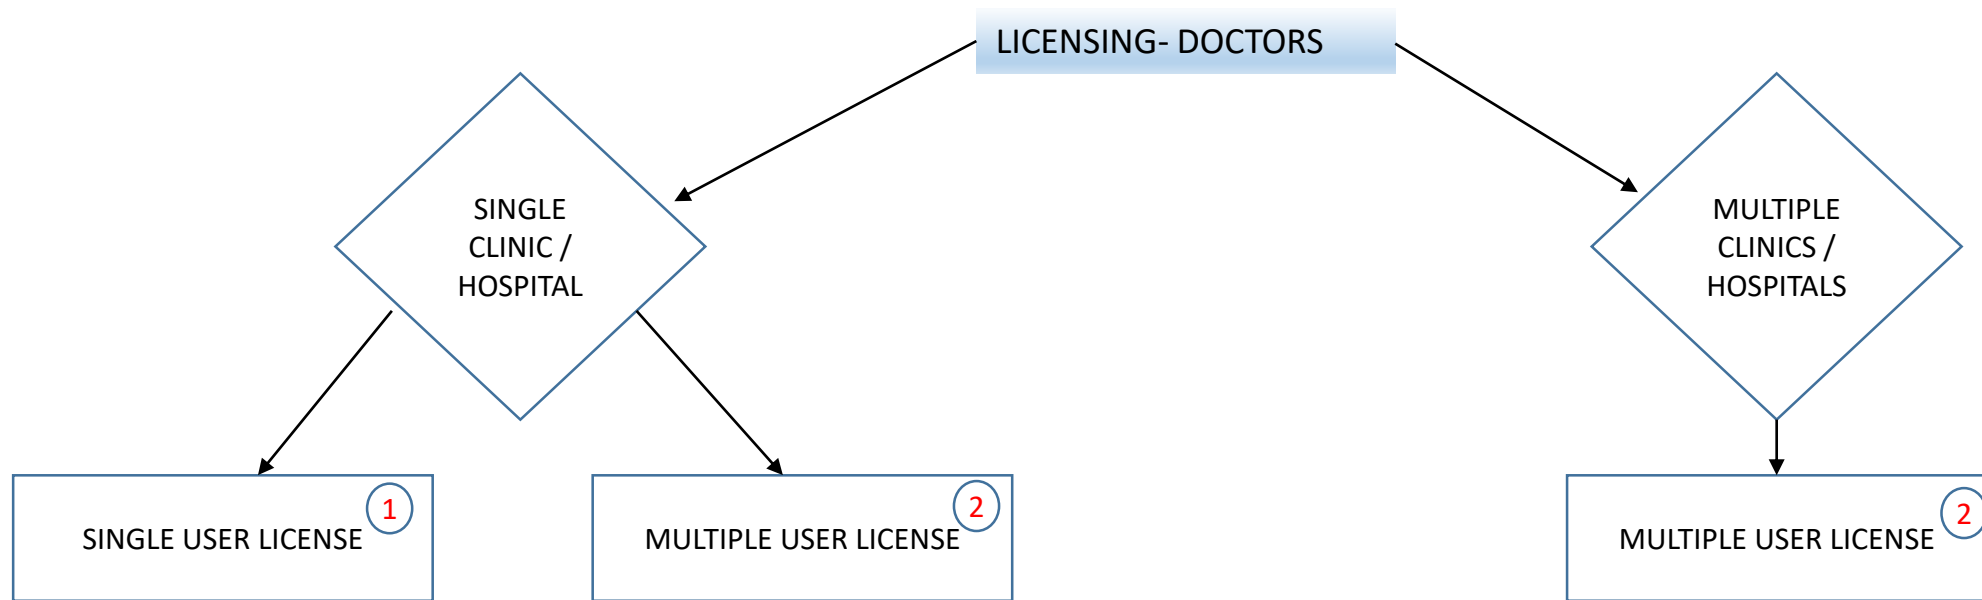 LICENSING- DOCTORS
SINGLE
CLINIC /
HOSPITAL
MULTIPLE
CLINICS /
HOSPITALS
1
SINGLE USER LICENSE
2
MULTIPLE USER LICENSE
2
MULTIPLE USER LICENSE